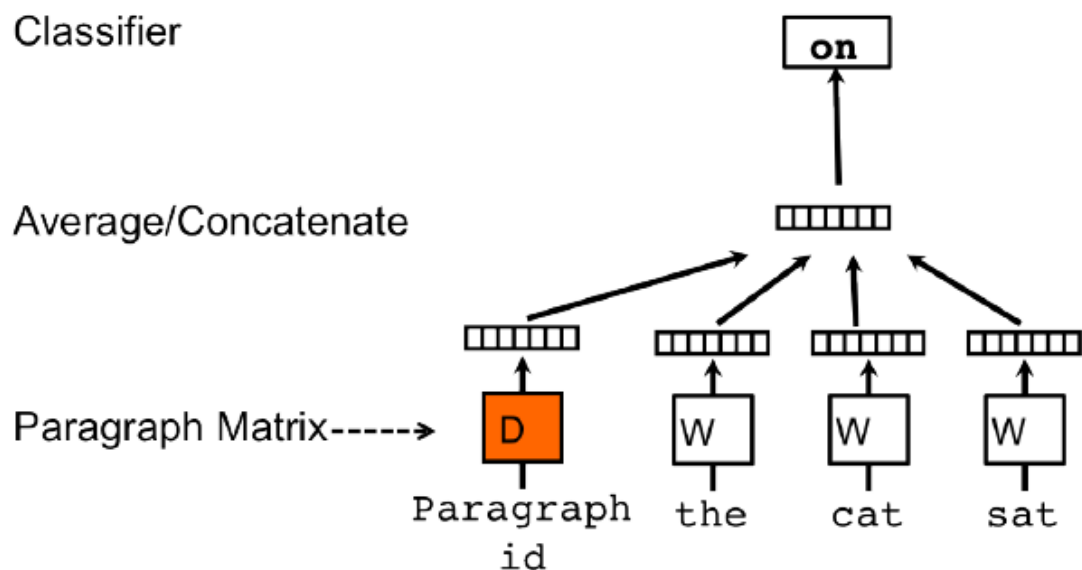 Classifier
on
Average/Concatenate
Paragraph Matrix
D
W
W
W
Paragraph
id
the
cat
sat